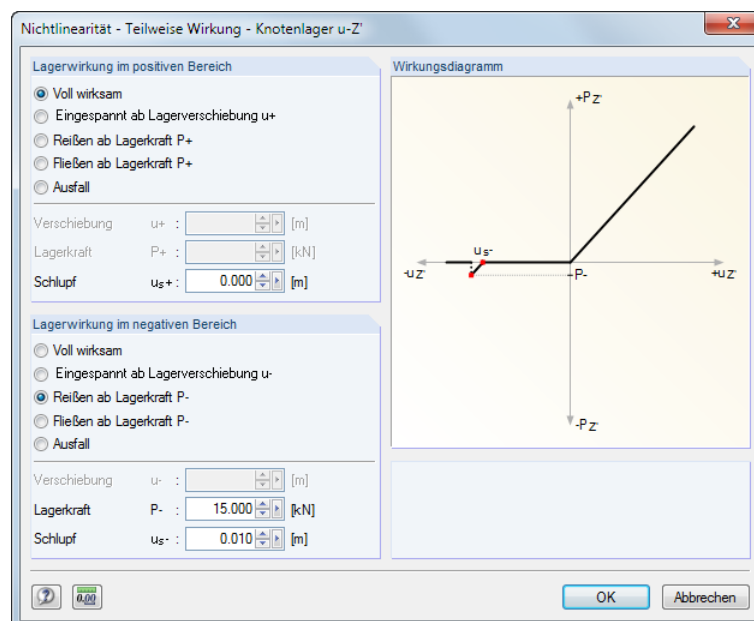 Nichtlinearität - Teilweise Wirkung - Knotenlager u-Z'
Lagerwirkung im positiven Bereich
Voll wirksam
Eingespannt ab Lagerverschiebung u+
Reißen ab Lagerkraft P+
Fließen ab Lagerkraft P+
Ausfall
Verschiebung u+ : [m]
Lagerkraft P+ : [kN]
Schlupf us+ : 0.000 [m]
Lagerwirkung im negativen Bereich
Voll wirksam
Eingespannt ab Lagerverschiebung u-
Reißen ab Lagerkraft P-
Fließen ab Lagerkraft P-
Ausfall
Verschiebung u- : [m]
Lagerkraft P- : 15.000 [kN]
Schlupf us- : 0.010 [m]
Wirkungsdiagramm
+PZ'
us-
-uZ'
P-
+uZ'
-PZ'
0.00
OK
Abbrechen